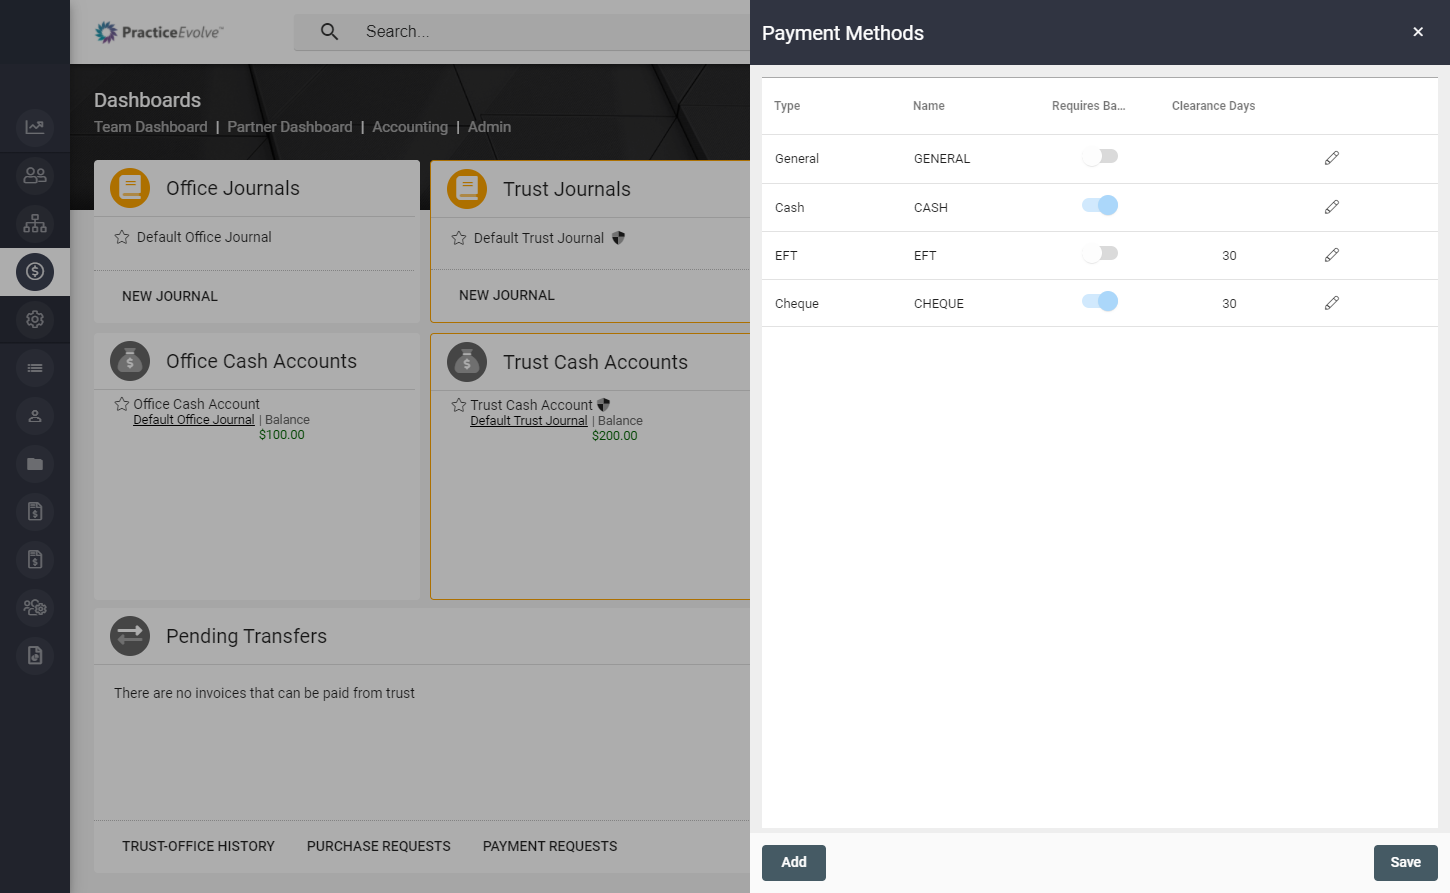 PracticeEvolve™
Search...
Dashboards
Team Dashboard | Partner Dashboard | Accounting | Admin
Office Journals
Default Office Journal
NEW JOURNAL
Trust Journals
Default Trust Journal
NEW JOURNAL
Office Cash Accounts
Office Cash Account
Default Office Journal | Balance
$100.00
Trust Cash Accounts
Trust Cash Account
Default Trust Journal | Balance
$200.00
Pending Transfers
There are no invoices that can be paid from trust
TRUST-OFFICE HISTORY PURCHASE REQUESTS PAYMENT REQUESTS
Payment Methods
Type Name Requires Ba... Clearance Days
General GENERAL
Cash CASH
EFT EFT 30
Cheque CHEQUE 30
Add Save